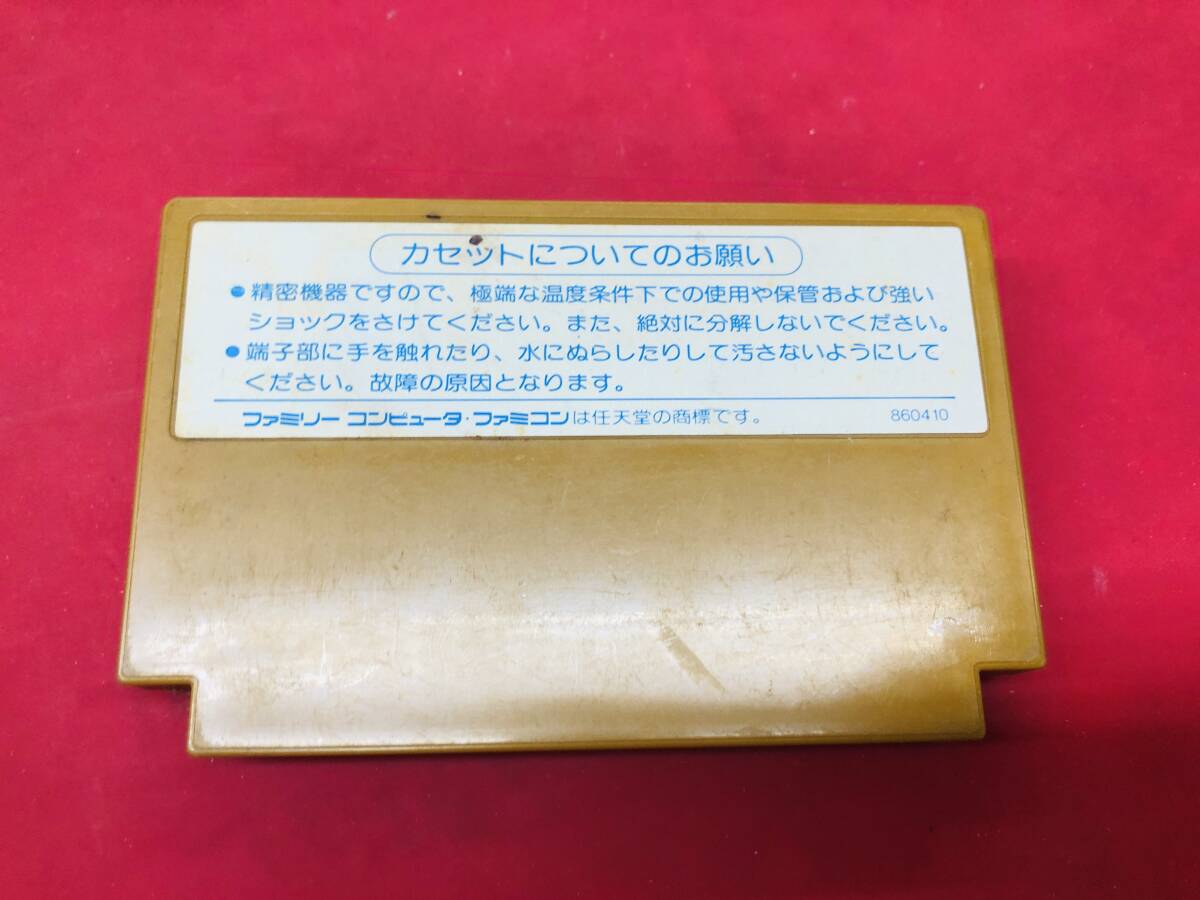 カセットについてのお願い
●精密機器ですので、極端な温度条件下での使用や保管および強い
ショックをさけてください。また、絶対に分解しないでください。
●端子部に手を触れたり、水にぬらしたりして汚さないようにして
ください。故障の原因となります。
ファミリー コンピュータ・ファミコンは任天堂の商標です。 860410